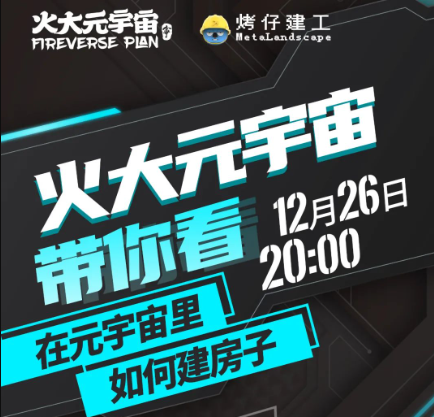 火大元宇宙
FIREVERSE PLAN
烤仔建工
MetaLandscape
火大元宇宙
带你看
12月26日
20:00
在元宇宙里
如何建房子